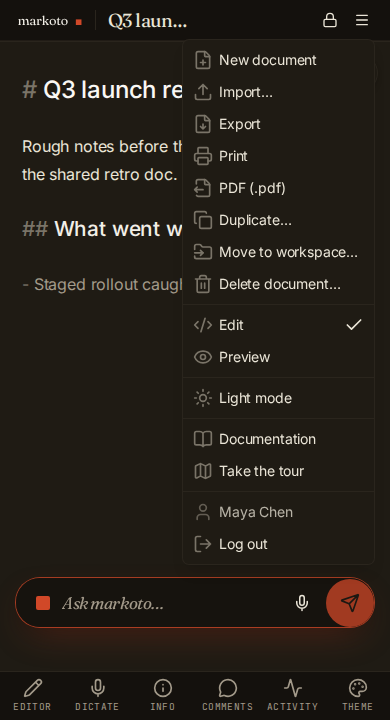 markoto
Q3 laun...
New document
Import...
# Q3 launch re
Export
Rough notes before th
Print
the shared retro doc.
PDF (.pdf)
Duplicate...
## What went w
Move to workspace...
- Staged rollout caugl
Delete document...
Edit
Preview
Light mode
Documentation
Take the tour
Maya Chen
Log out
Ask markoto...
EDITOR DICTATE INFO COMMENTS ACTIVITY THEME